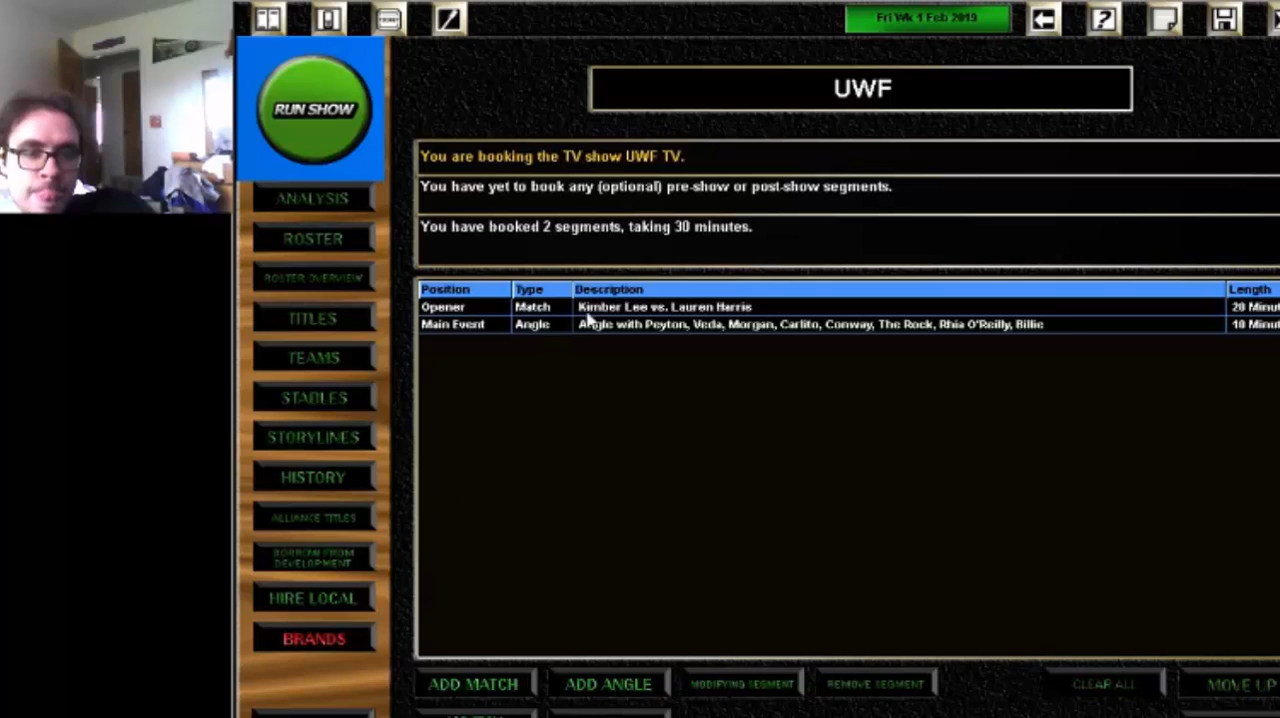 Fri Wk 1 Feb 2019
RUN SHOW
UWF
You are booking the TV show UWF TV.
You have yet to book any (optional) pre-show or post-show segments.
You have booked 2 segments, taking 30 minutes.
ANALYSIS
ROSTER
ROSTER OVERVIEW
TITLES
TEAMS
STABLES
STORYLINES
HISTORY
ALLIANCE TITLES
BORROW FROM
DEVELOPMENT
HIRE LOCAL
BRANDS
Position Type Description Length
Opener Match Kimber Lee vs. Lauren Harris 20 Minut
Main Event Angle Angle with Peyton, Veda, Morgan, Carlito, Conway, The Rock, Rhia O'Reilly, Billie 10 Minut
ADD MATCH ADD ANGLE MODIFYING SEGMENT REMOVE SEGMENT CLEAR ALL MOVE UP